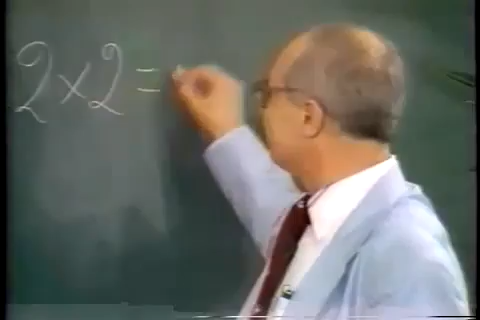 2 × 2 =